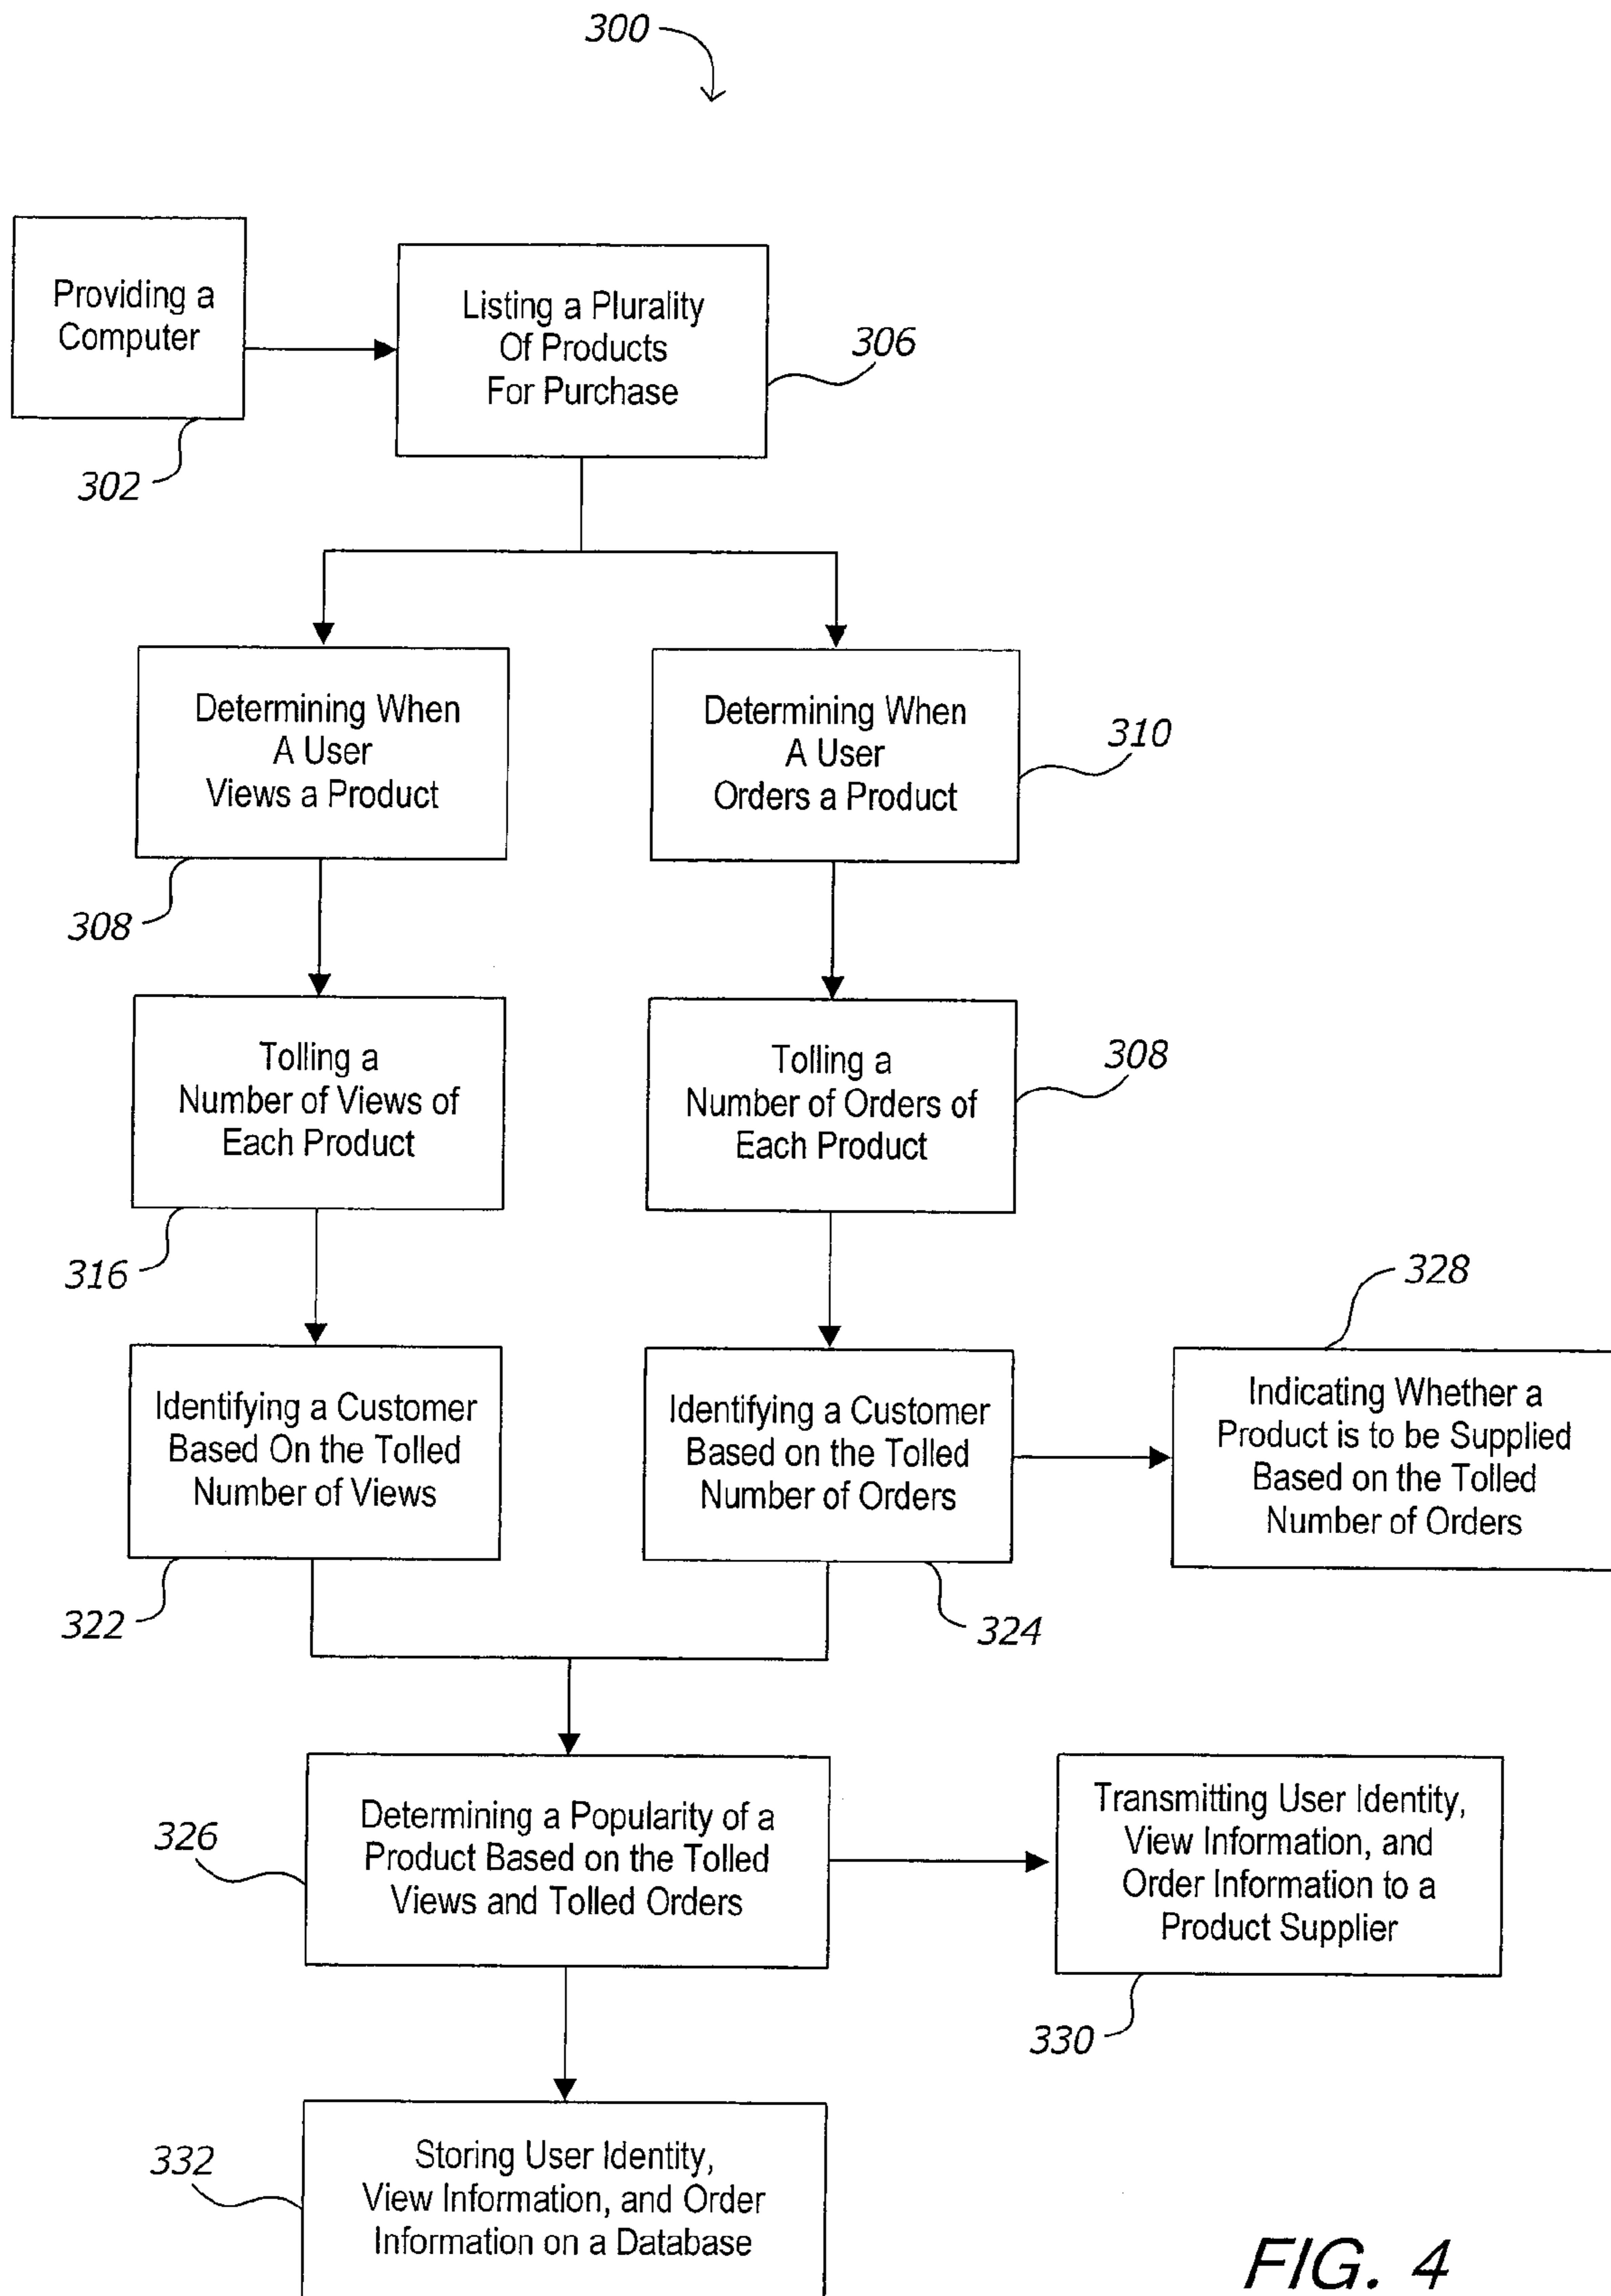 300
Providing a
Computer
302
Listing a Plurality
Of Products
For Purchase
306
Determining When
A User
Views a Product
308
Determining When
A User
Orders a Product
310
Tolling a
Number of Views of
Each Product
316
Tolling a
Number of Orders of
Each Product
308
Identifying a Customer
Based On the Tolled
Number of Views
322
Identifying a Customer
Based on the Tolled
Number of Orders
324
328
Indicating Whether a
Product is to be Supplied
Based on the Tolled
Number of Orders
326
Determining a Popularity of a
Product Based on the Tolled
Views and Tolled Orders
Transmitting User Identity,
View Information, and
Order Information to a
Product Supplier
330
332
Storing User Identity,
View Information, and Order
Information on a Database
FIG. 4